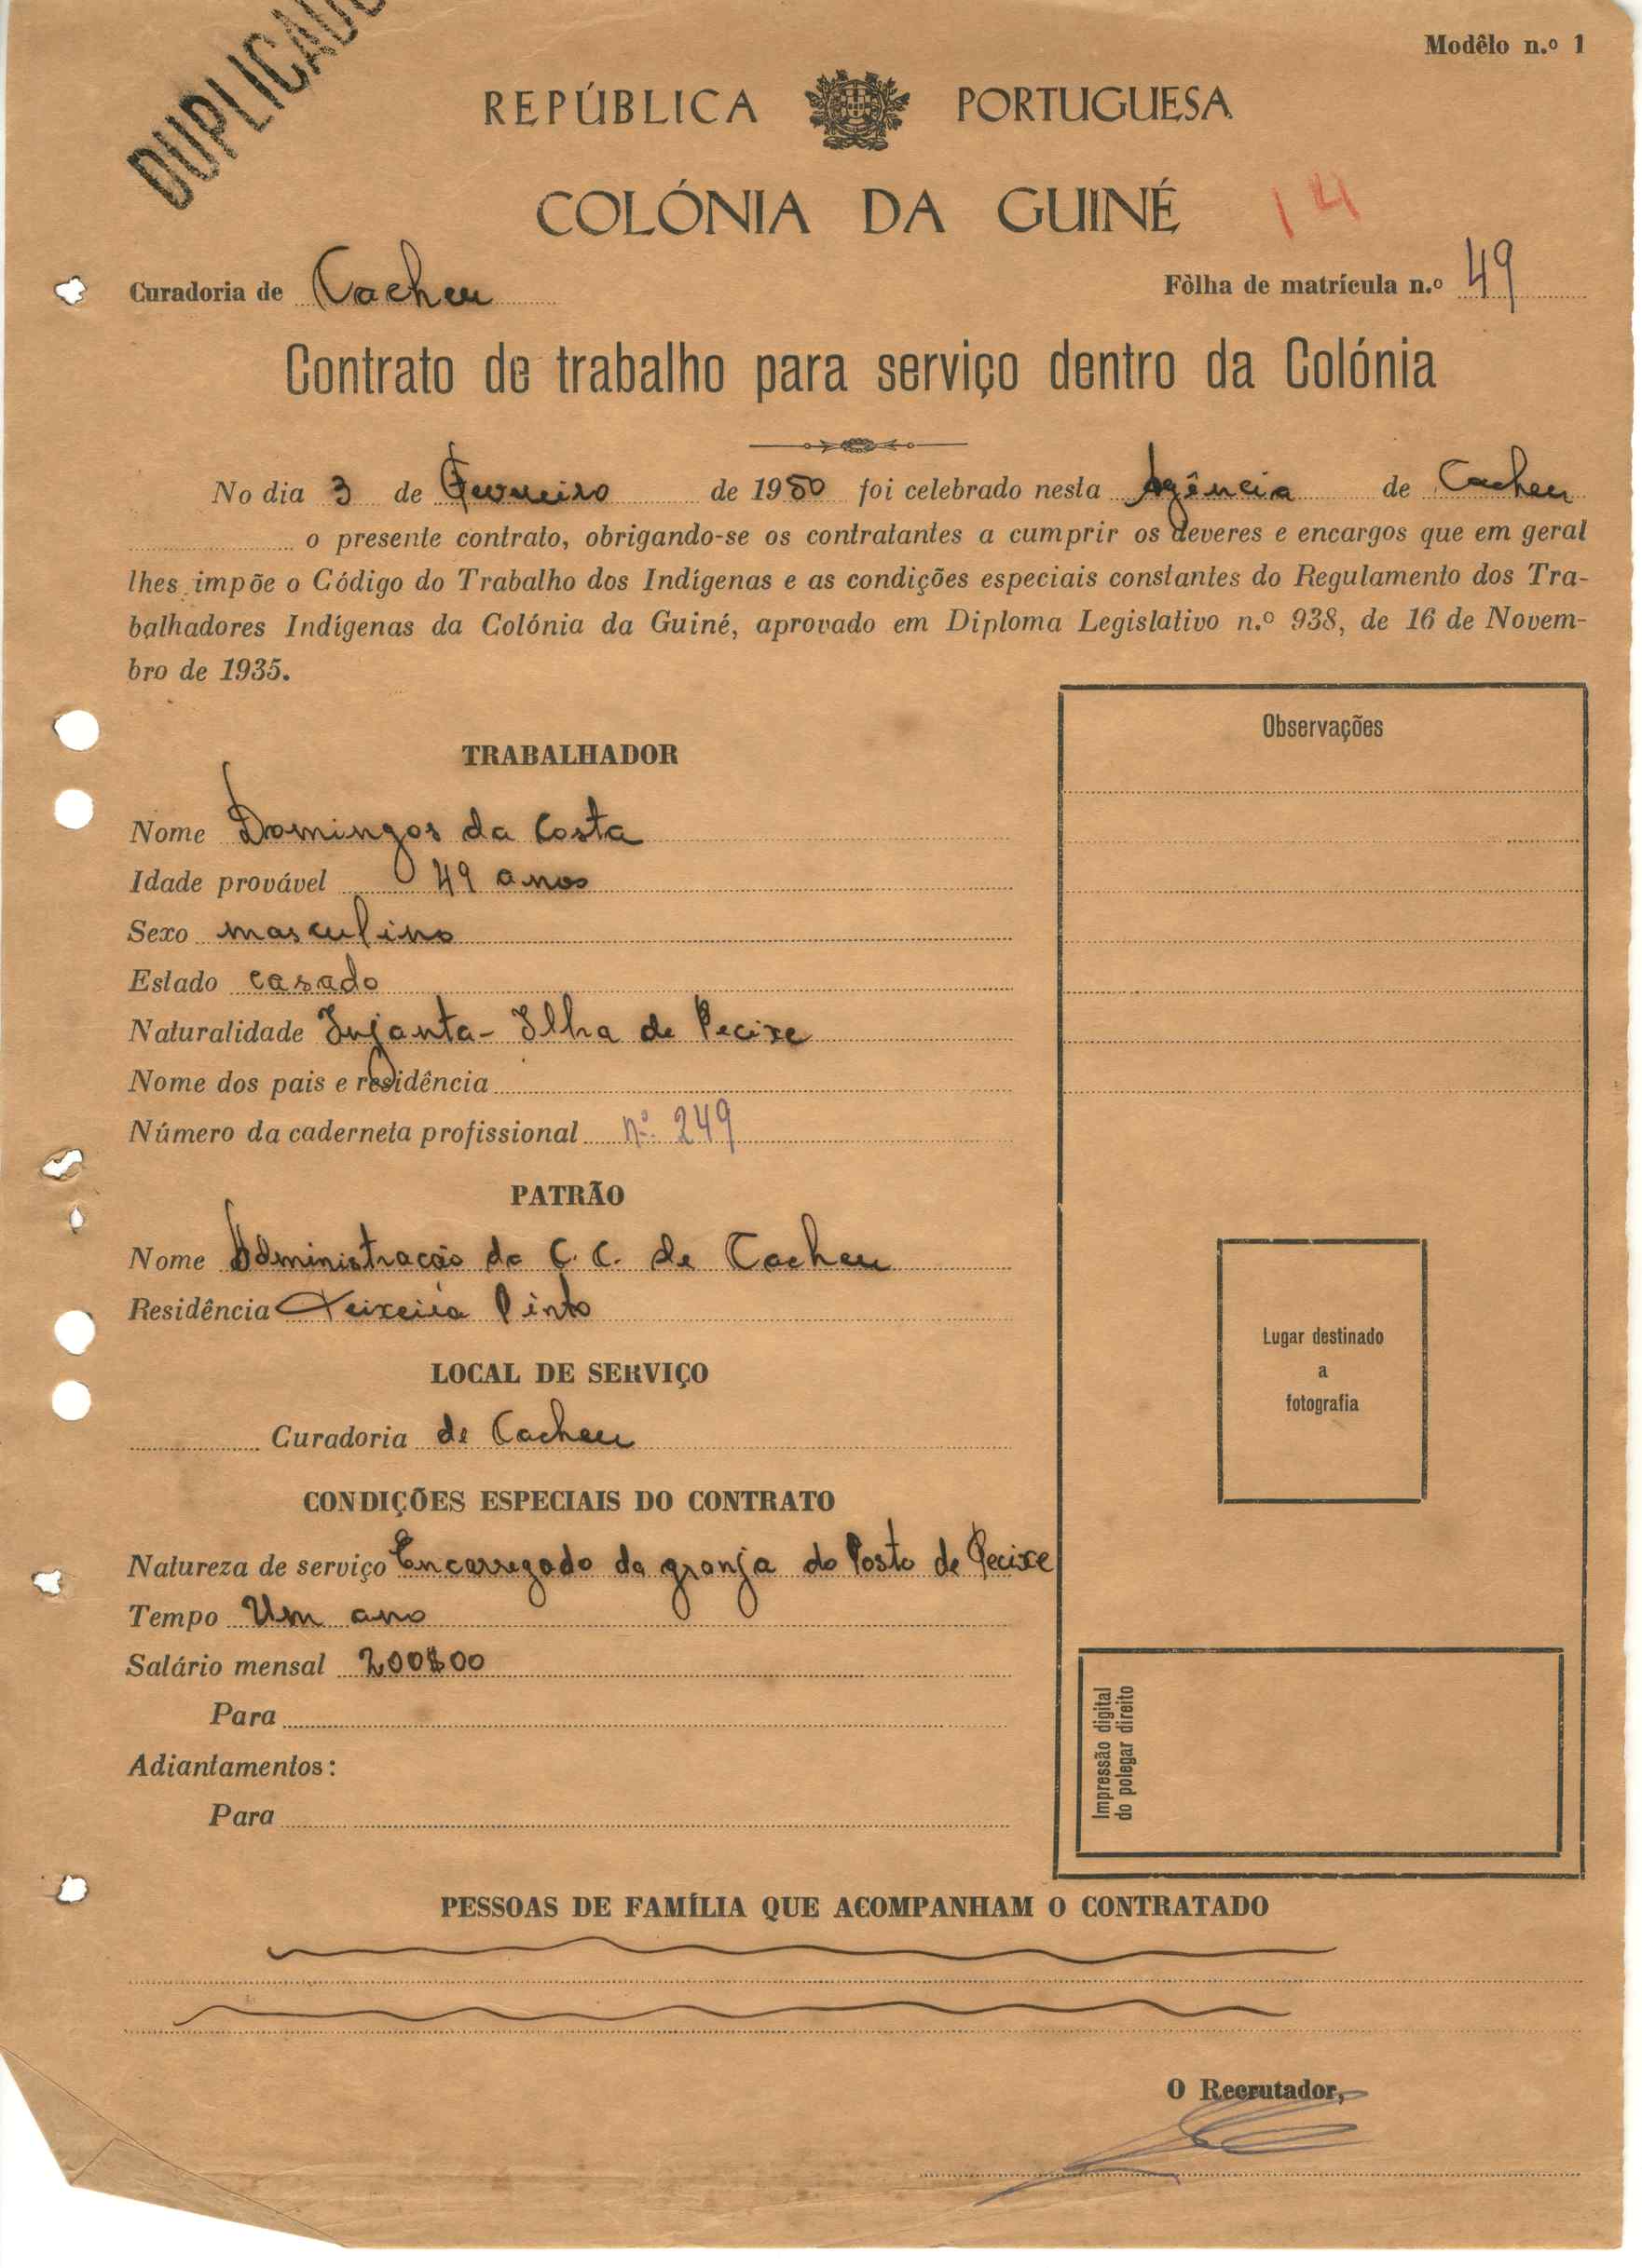 DUPLICADO
Modêlo n.º 1
REPÚBLICA PORTUGUESA
COLÓNIA DA GUINÉ
14
Curadoria de Cacheu Fôlha de matrícula n.º 49
Contrato de trabalho para serviço dentro da Colónia
No dia 3 de Fevereiro de 1950 foi celebrado nesta Agência de Cacheu
o presente contrato, obrigando-se os contratantes a cumprir os deveres e encargos que em geral
lhes impõe o Código do Trabalho dos Indígenas e as condições especiais constantes do Regulamento dos Tra-
balhadores Indígenas da Colónia da Guiné, aprovado em Diploma Legislativo n.º 938, de 16 de Novem-
bro de 1935.
Observações
TRABALHADOR
Nome Domingos da Costa
Idade provável 49 anos
Sexo masculino
Estado casado
Naturalidade Injanta - Ilha de Pecixe
Nome dos pais e residência
Número da caderneta profissional nº. 249
PATRÃO
Nome Administração da C. C. de Cacheu
Residência Teixeira Pinto
Lugar destinado
a
fotografia
LOCAL DE SERVIÇO
Curadoria de Cacheu
CONDIÇÕES ESPECIAIS DO CONTRATO
Natureza de serviço Encarregado da granja do Posto de Pecixe
Tempo Um ano
Salário mensal 200$00
Para
Adiantamentos:
Para
Impressão digital
do polegar direito
PESSOAS DE FAMÍLIA QUE ACOMPANHAM O CONTRATADO
O Recrutador,